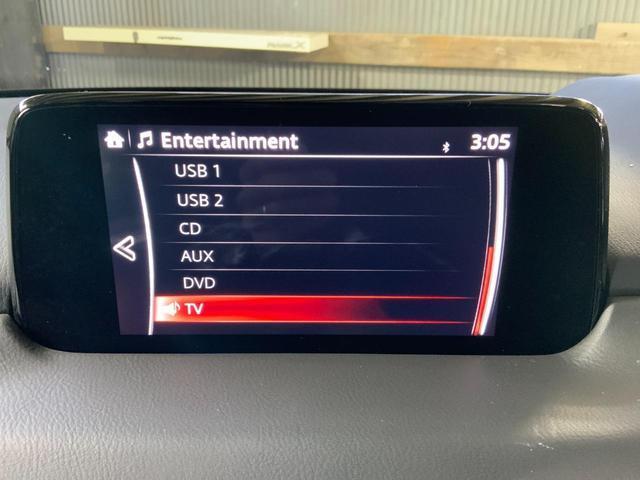 Entertainment 3:05
USB 1
USB 2
CD
AUX
DVD
TV